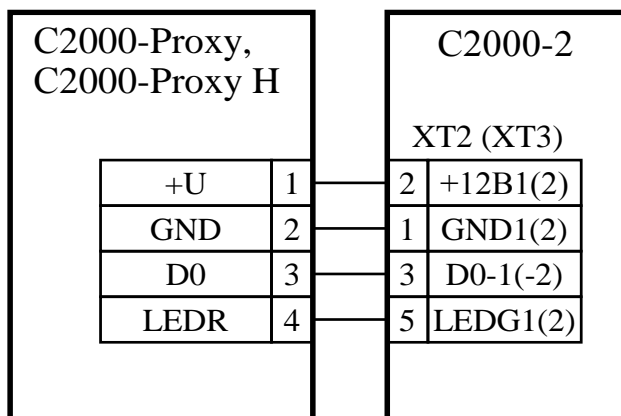 C2000-Proxy,
C2000-Proxy H
C2000-2
XT2 (XT3)
+U 1 2 +12B1(2)
GND 2 1 GND1(2)
D0 3 3 D0-1(-2)
LEDR 4 5 LEDG1(2)